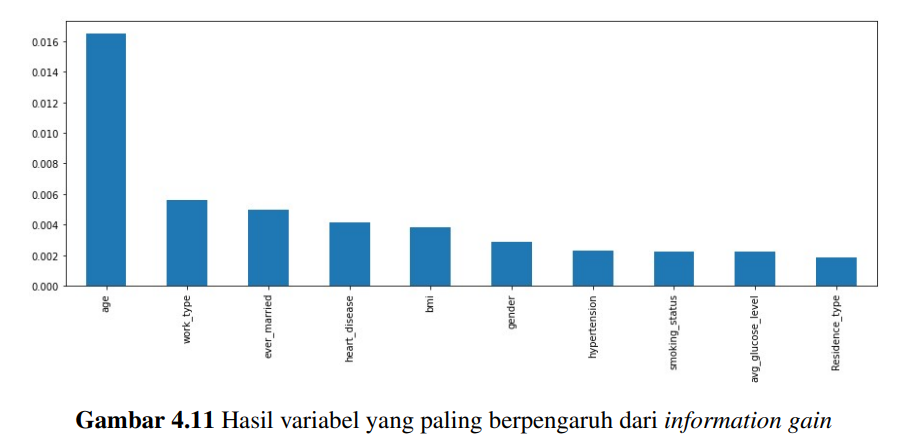 0.016
0.014
0.012
0.010
0.008
0.006
0.004
0.002
0.000
age
work_type
ever_married
heart_disease
bmi
gender
hypertension
smoking_status
avg_glucose_level
Residence_type
Gambar 4.11 Hasil variabel yang paling berpengaruh dari information gain